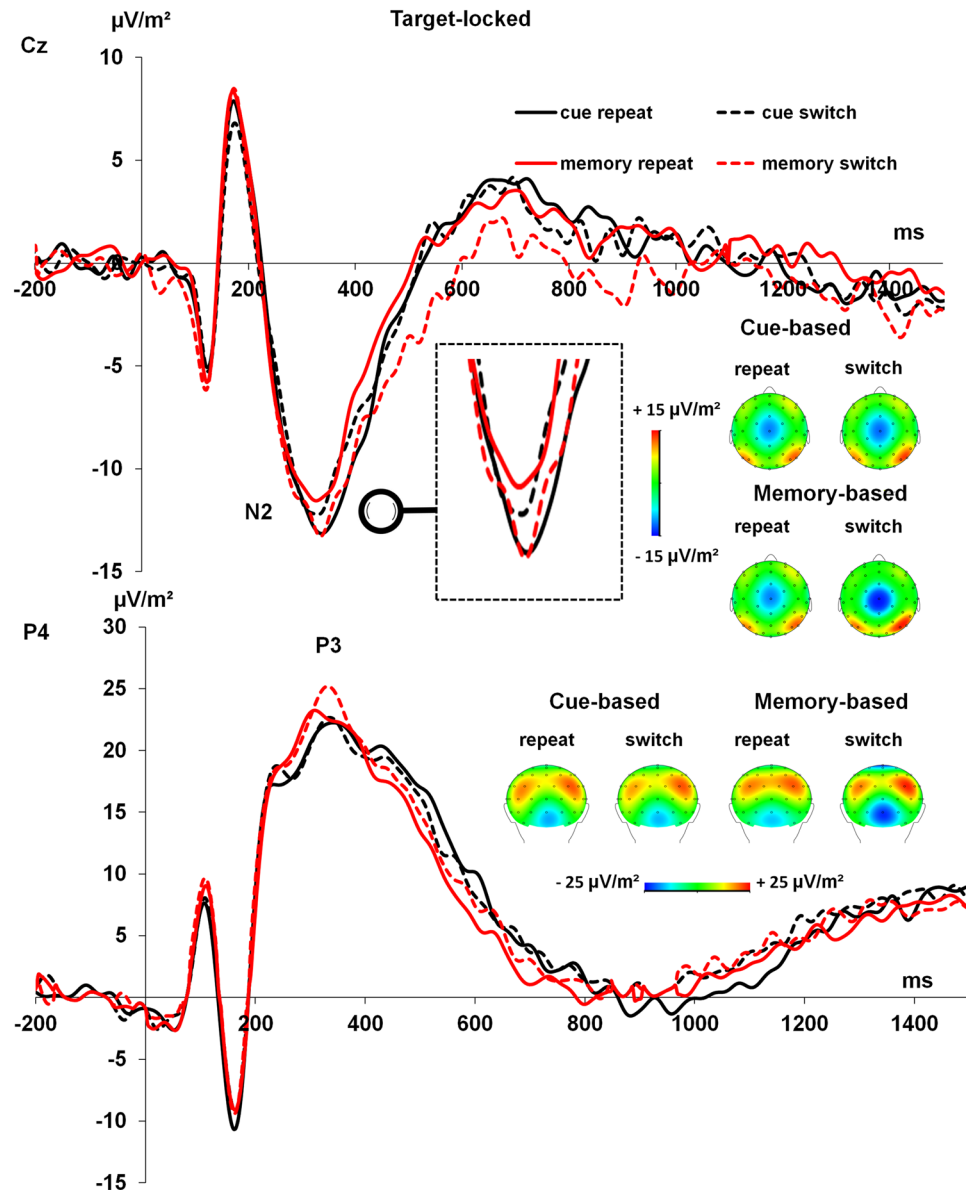 µV/m²
Target-locked
Cz
10
cue repeat
cue switch
5
memory repeat
memory switch
ms
0
-200
200
400
600
800
1000
1200
1400
Cue-based
-5
repeat
switch
+ 15 µV/m²
-10
Memory-based
N2
repeat
switch
- 15 µV/m²
-15
µV/m²
P4
30
P3
25
Cue-based
Memory-based
20
repeat
switch
repeat
switch
15
10
- 25 µV/m²
+ 25 µV/m²
5
ms
0
-200
200
400
600
800
1000
1200
1400
-5
-10
-15